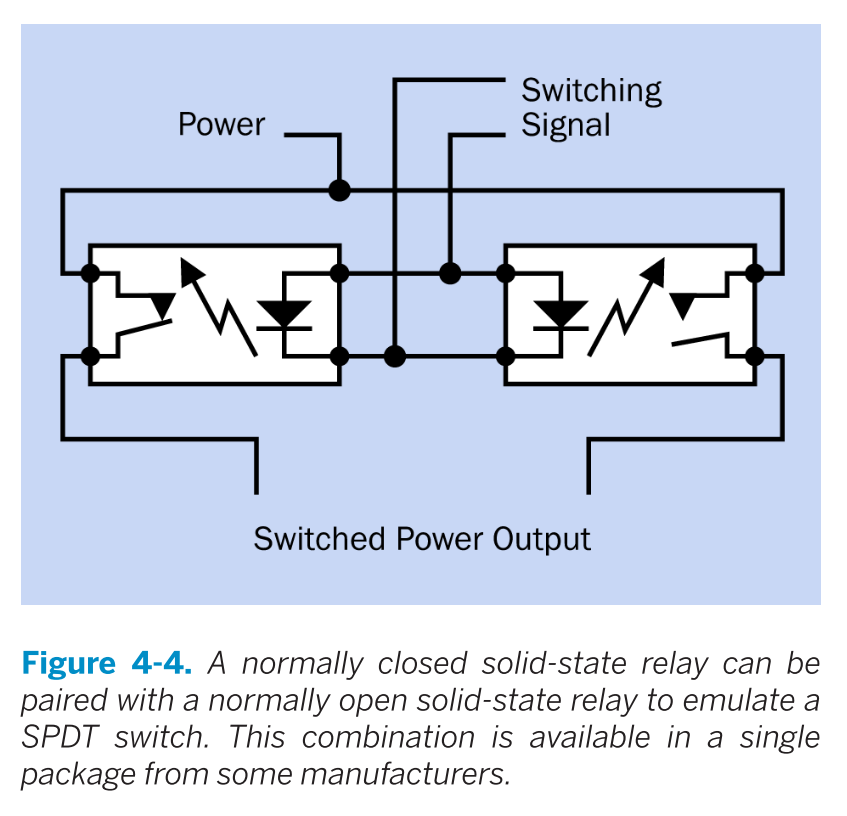 Power
Switching
Signal
Switched Power Output
Figure 4-4. A normally closed solid-state relay can be
paired with a normally open solid-state relay to emulate a
SPDT switch. This combination is available in a single
package from some manufacturers.